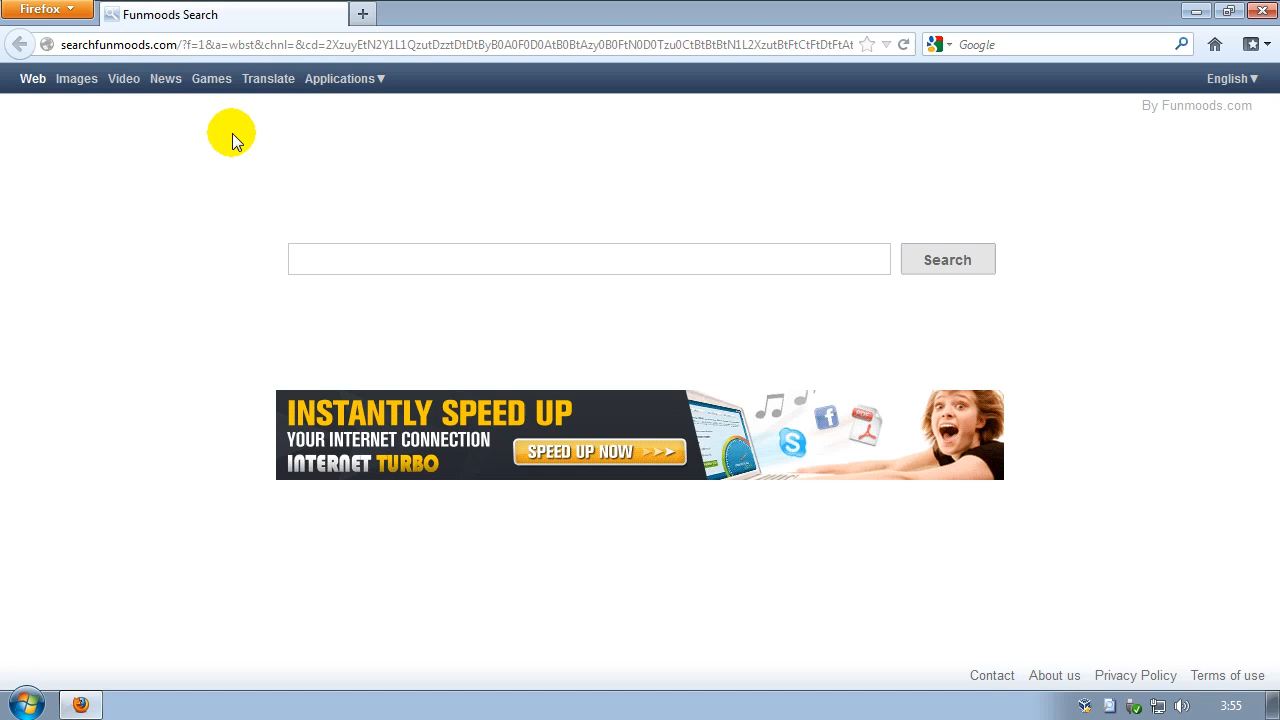 Firefox
Funmoods Search
searchfunmoods.com/?f=1&a=wbst&chnl=&cd=2XzuyEtN2Y1L1QzutDzztDtDtByB0A0F0D0AtB0BtAzy0B0FtN0D0Tzu0CtBtBtBtN1L2XzutBtFtCtFtDtFtAt
Google
Web Images Video News Games Translate Applications▼
English▼
By Funmoods.com
Search
INSTANTLY SPEED UP
YOUR INTERNET CONNECTION
SPEED UP NOW
INTERNET TURBO
Contact About us Privacy Policy Terms of use
3:55